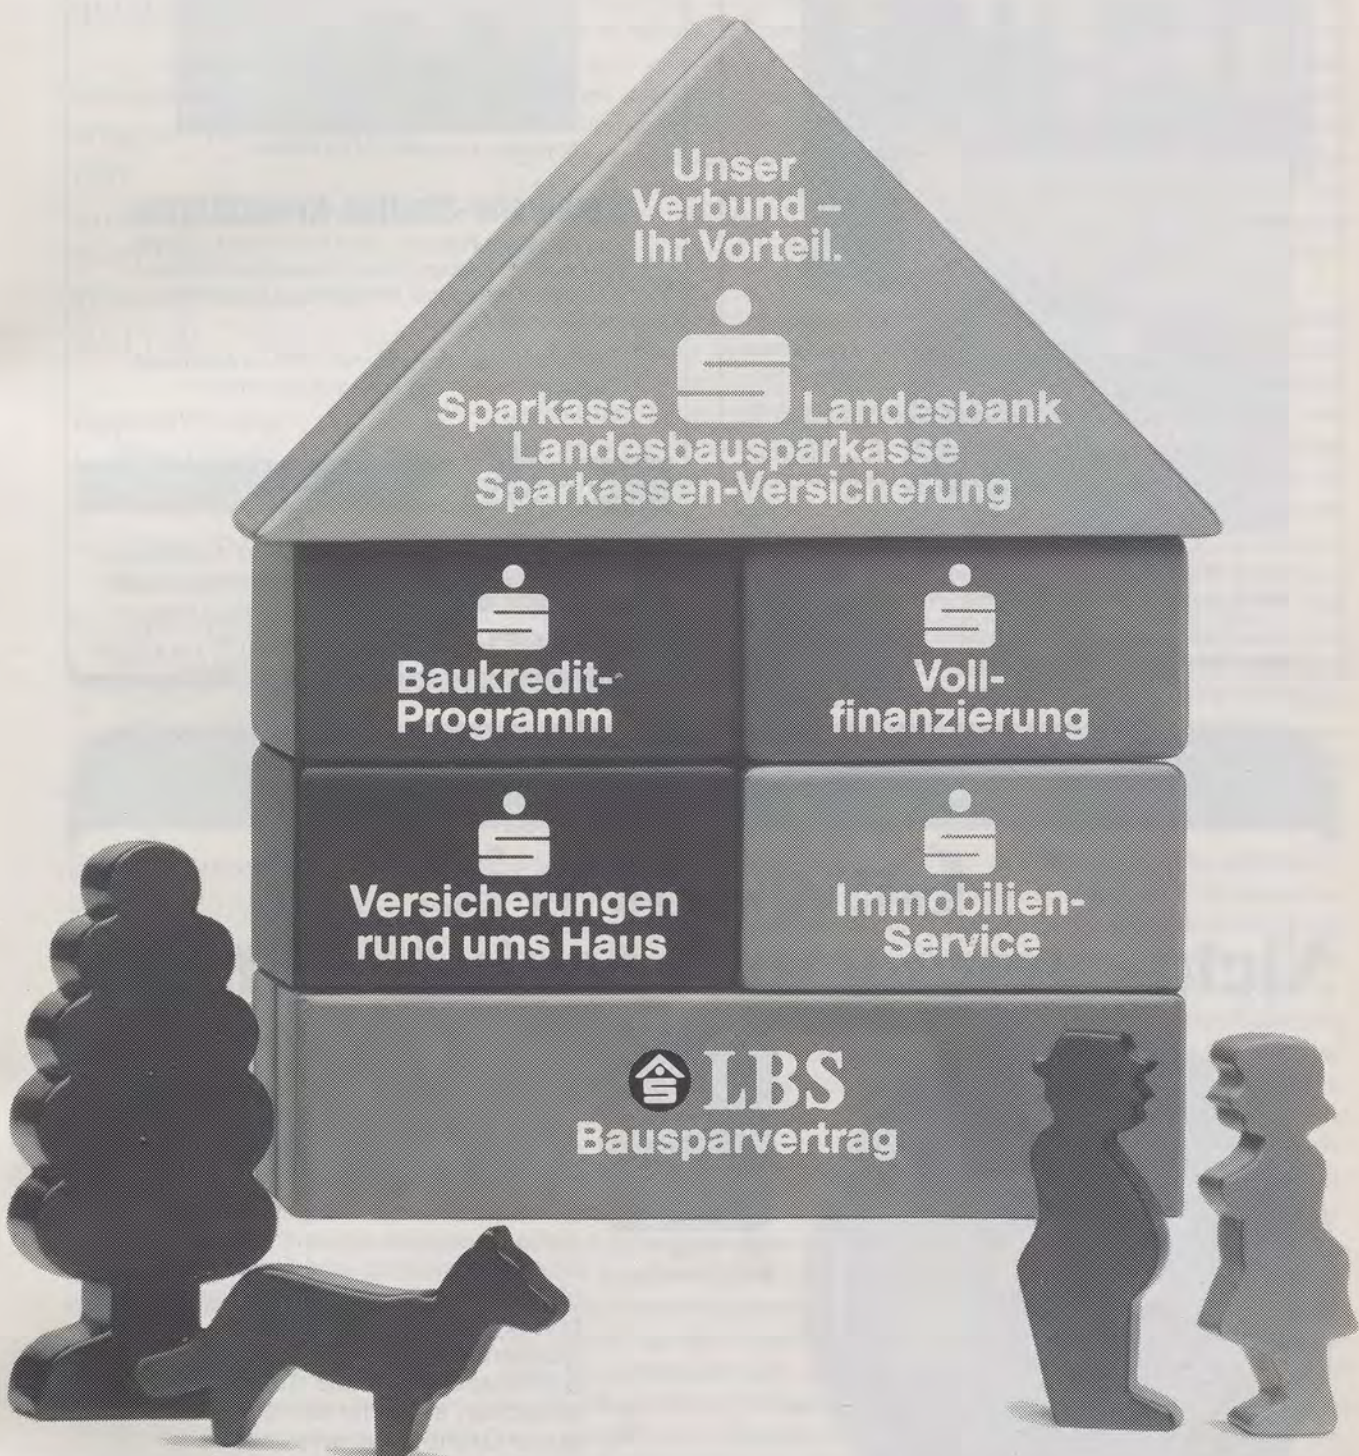 Unser
Verbund –
Ihr Vorteil.
Sparkasse Landesbank
Landesbausparkasse
Sparkassen-Versicherung
Baukredit-
Programm
Voll-
finanzierung
Versicherungen
rund ums Haus
Immobilien-
Service
LBS
Bausparvertrag